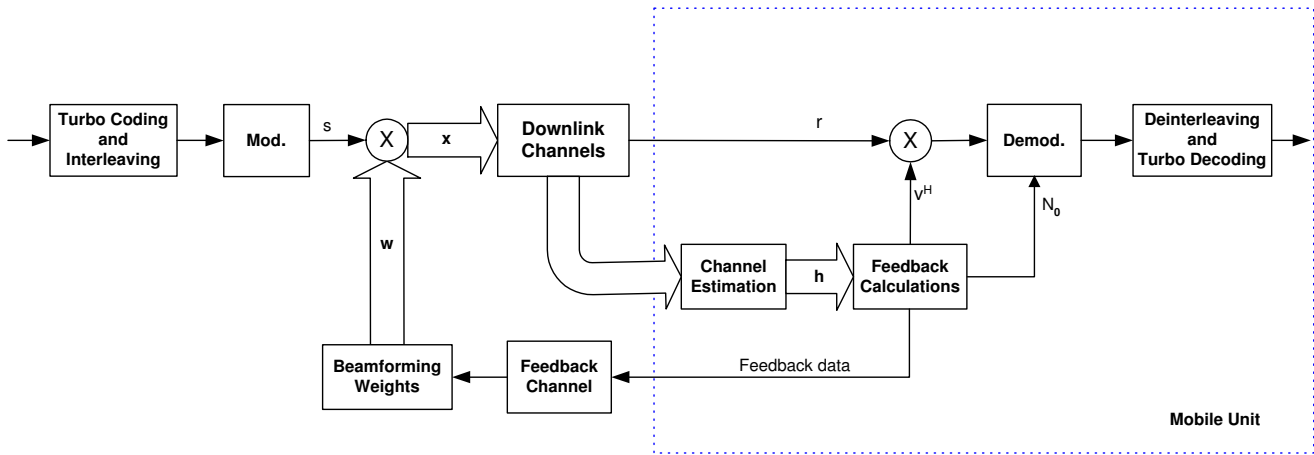 Turbo Coding
and
Interleaving
Mod.
s
X
x
Downlink
Channels
r
X
Demod.
Deinterleaving
and
Turbo Decoding
v^H
N_0
w
Channel
Estimation
h
Feedback
Calculations
Beamforming
Weights
Feedback
Channel
Feedback data
Mobile Unit